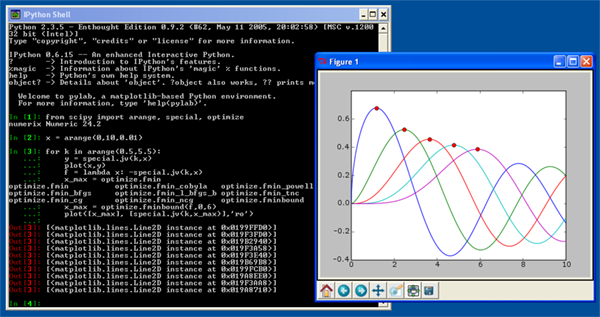 IPython Shell
Python 2.3.5 - Enthought Edition 0.9.2 (#62, May 11 2005, 20:02:58) [MSC v.1200
32 bit (Intel)]
Type "copyright", "credits" or "license" for more information.
IPython 0.6.15 -- An enhanced Interactive Python.
?       -> Introduction to IPython's features.
%magic  -> Information about IPython's 'magic' % functions.
help    -> Python's own help system.
object? -> Details about 'object'. ?object also works, ?? prints m
Welcome to pylab, a matplotlib-based Python environment.
For more information, type 'help(pylab)'.
In [1]: from scipy import arange, special, optimize
numerix Numeric 24.2
In [2]: x = arange(0,10,0.01)
In [3]: for k in arange(0.5,5.5):
...: y = special.jv(k,x)
...: plot(x,y)
...: f = lambda x: -special.jv(k,x)
...: x_max = optimize.fmin
optimize.fmin optimize.fmin_cobyla optimize.fmin_powell
optimize.fmin_bfgs optimize.fmin_l_bfgs_b optimize.fmin_tnc
optimize.fmin_cg optimize.fmin_ncg optimize.fminbound
...: x_max = optimize.fminbound(f,0,6)
...: plot([x_max], [special.jv(k,x_max)],'ro')
Out[3]: [<matplotlib.lines.Line2D instance at 0x0199FFD0>]
Out[3]: [<matplotlib.lines.Line2D instance at 0x019F3FD0>]
Out[3]: [<matplotlib.lines.Line2D instance at 0x019B2940>]
Out[3]: [<matplotlib.lines.Line2D instance at 0x019F3A58>]
Out[3]: [<matplotlib.lines.Line2D instance at 0x019F3E40>]
Out[3]: [<matplotlib.lines.Line2D instance at 0x019B69B8>]
Out[3]: [<matplotlib.lines.Line2D instance at 0x0199FCB0>]
Out[3]: [<matplotlib.lines.Line2D instance at 0x019A8EE0>]
Out[3]: [<matplotlib.lines.Line2D instance at 0x019F3AA8>]
Out[3]: [<matplotlib.lines.Line2D instance at 0x019A8710>]
In [4]:
Figure 1
0.8
0.6
0.4
0.2
0.0
−0.2
−0.4
0 2 4 6 8 10